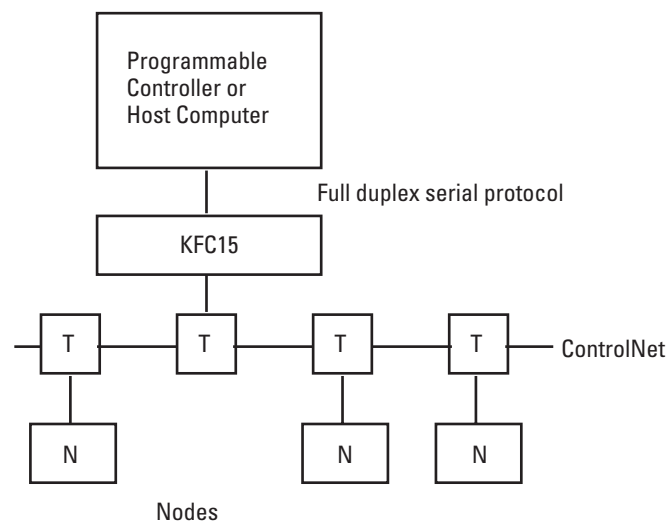 Programmable
Controller or
Host Computer
Full duplex serial protocol
KFC15
T
T
T
T
ControlNet
N
N
N
Nodes